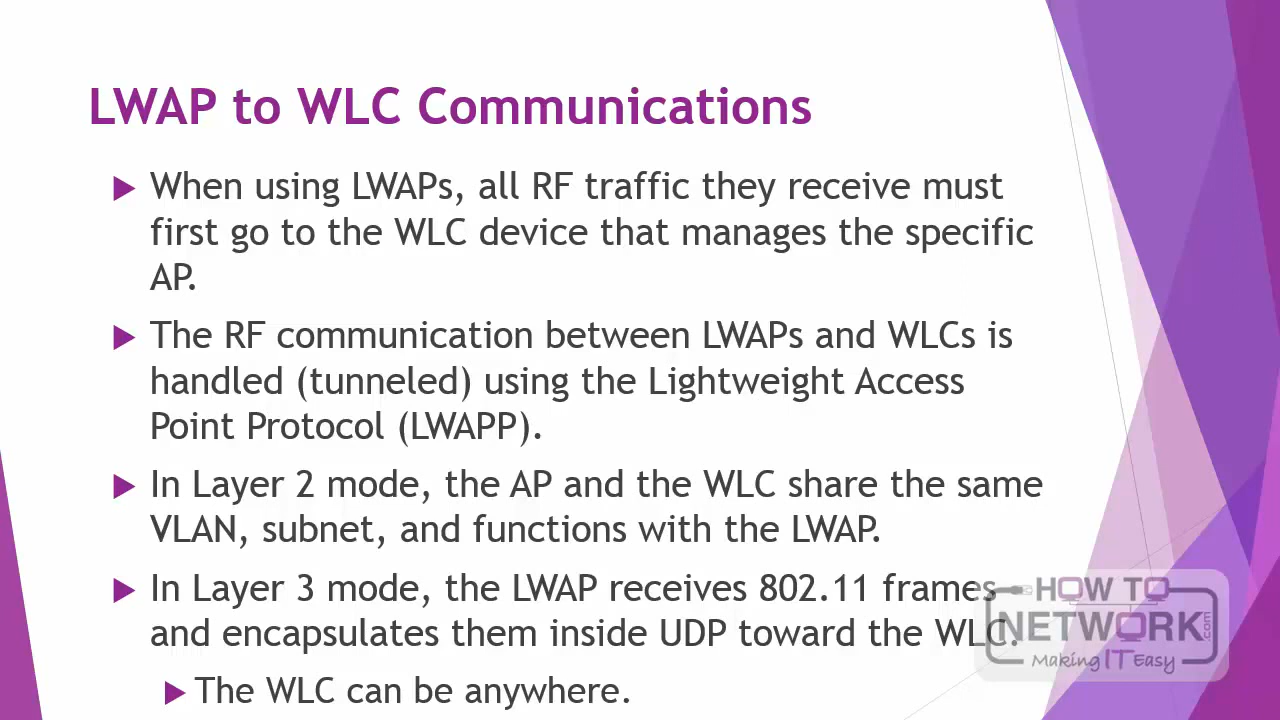 LWAP to WLC Communications
When using LWAPs, all RF traffic they receive must
first go to the WLC device that manages the specific
AP.
The RF communication between LWAPs and WLCs is
handled (tunneled) using the Lightweight Access
Point Protocol (LWAPP).
In Layer 2 mode, the AP and the WLC share the same
VLAN, subnet, and functions with the LWAP.
In Layer 3 mode, the LWAP receives 802.11 frames
and encapsulates them inside UDP toward the WLC.
The WLC can be anywhere.
HOW TO
NETWORK.com
Making IT Easy